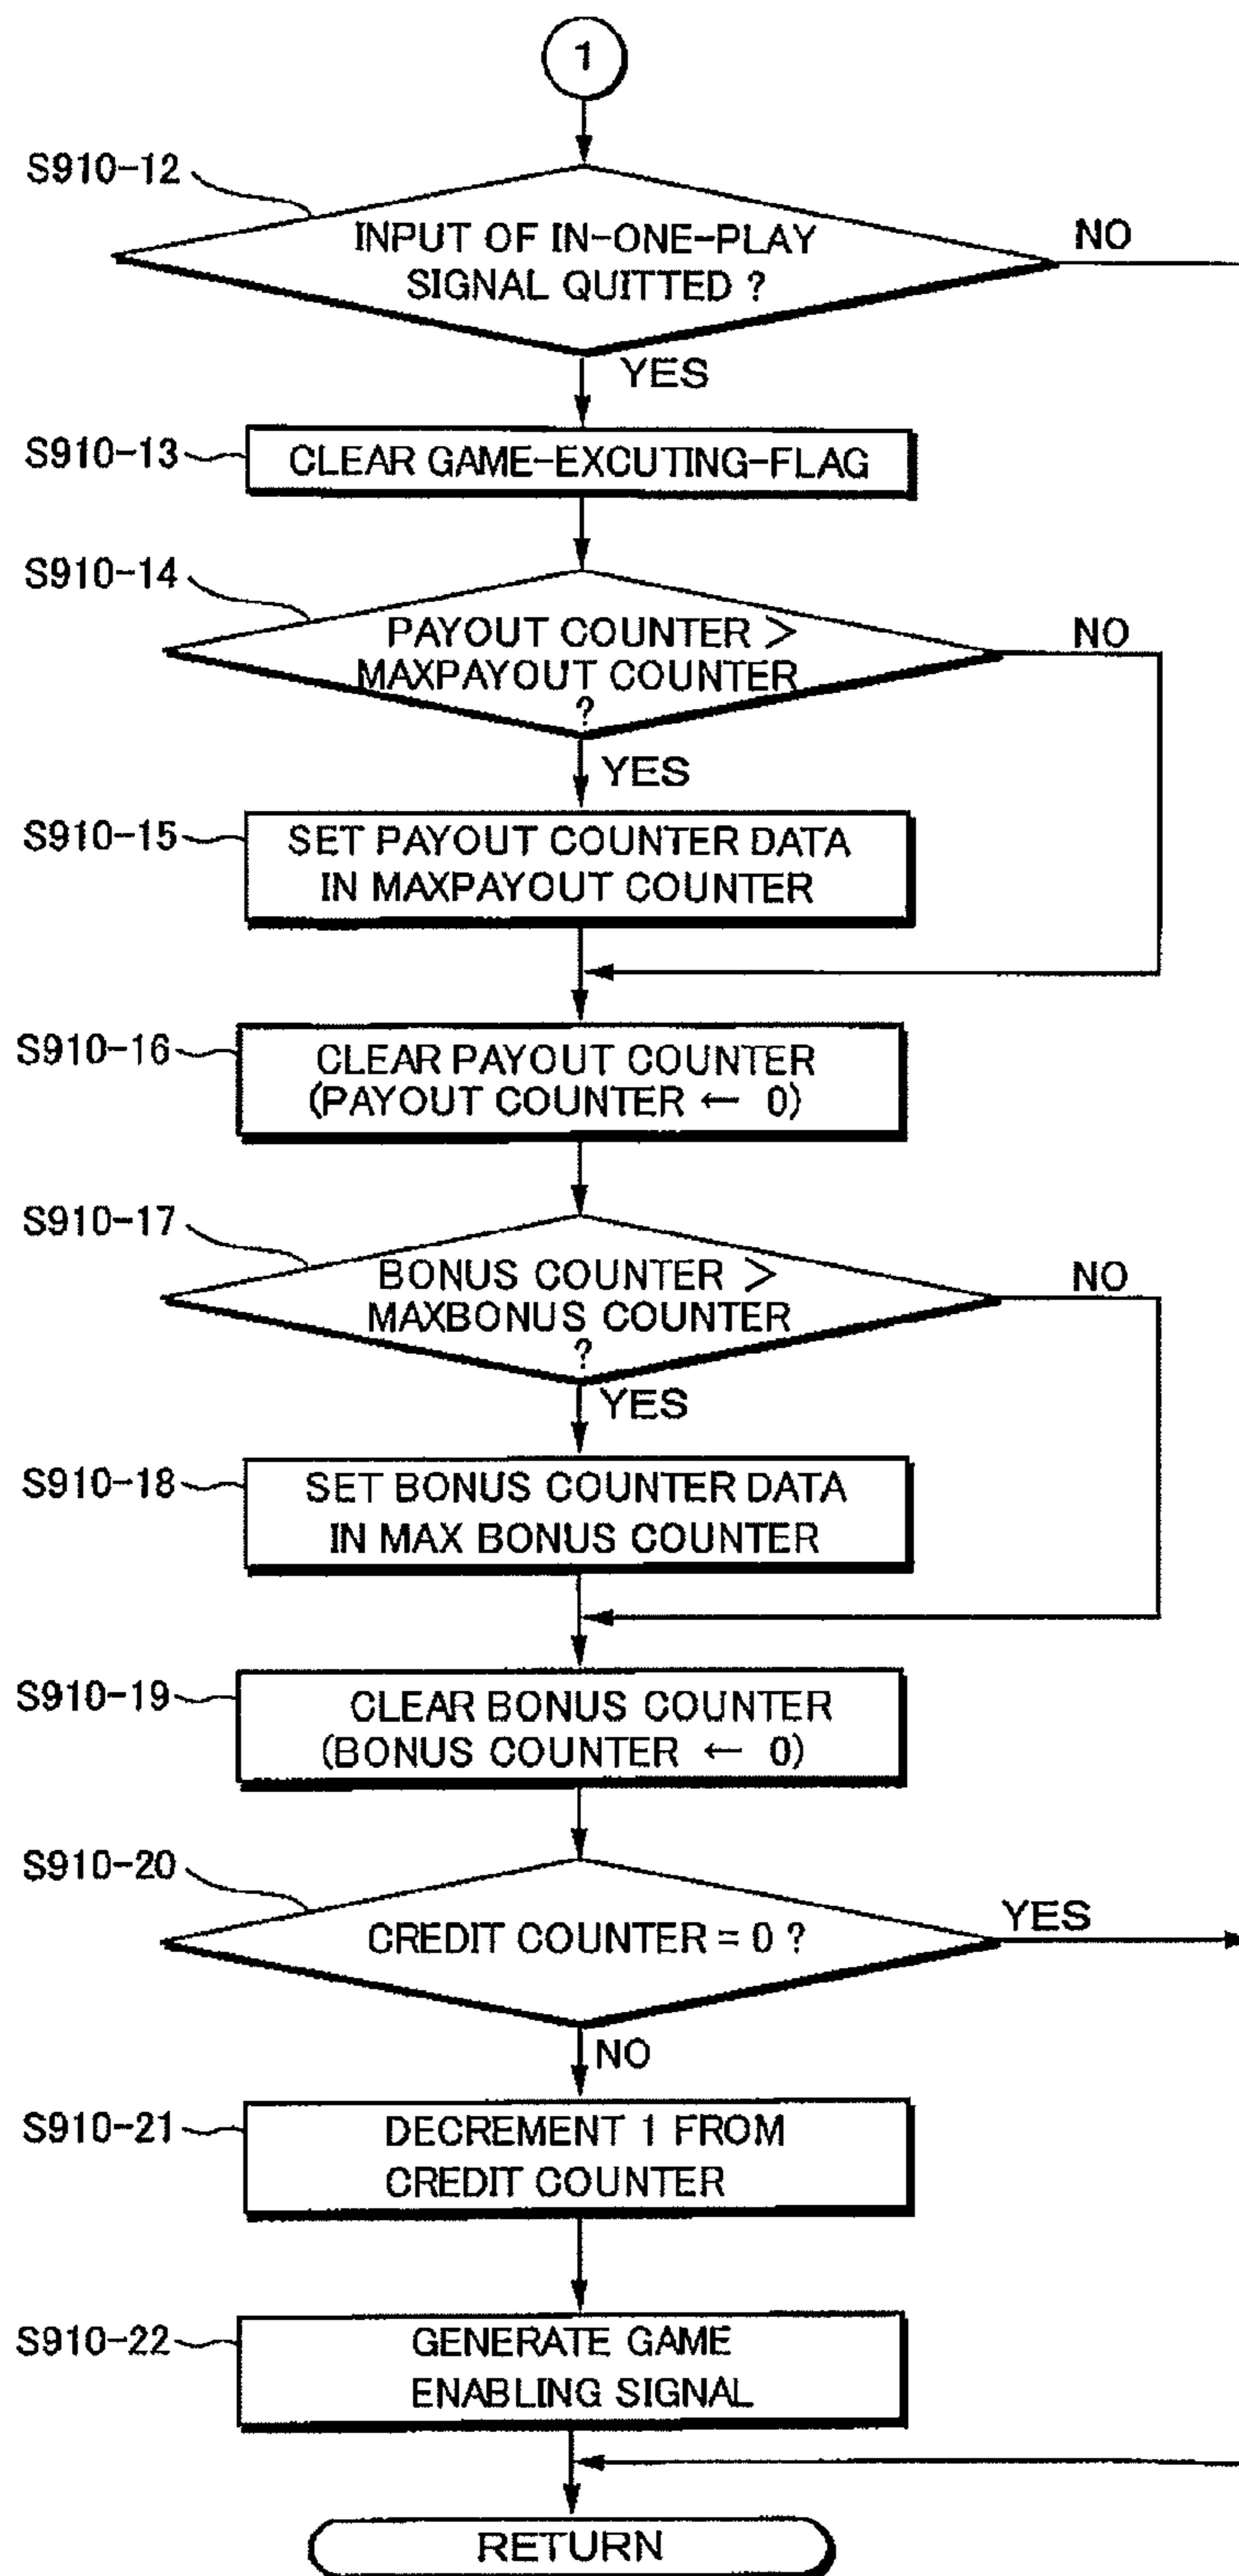 1
S910-12
INPUT OF IN-ONE-PLAY
SIGNAL QUITTED ?
NO
YES
S910-13
CLEAR GAME-EXCUTING-FLAG
S910-14
PAYOUT COUNTER >
MAXPAYOUT COUNTER
?
NO
YES
S910-15
SET PAYOUT COUNTER DATA
IN MAXPAYOUT COUNTER
S910-16
CLEAR PAYOUT COUNTER
(PAYOUT COUNTER ← 0)
S910-17
BONUS COUNTER >
MAXBONUS COUNTER
?
NO
YES
S910-18
SET BONUS COUNTER DATA
IN MAX BONUS COUNTER
S910-19
CLEAR BONUS COUNTER
(BONUS COUNTER ← 0)
S910-20
CREDIT COUNTER = 0 ?
YES
NO
S910-21
DECREMENT 1 FROM
CREDIT COUNTER
S910-22
GENERATE GAME
ENABLING SIGNAL
RETURN